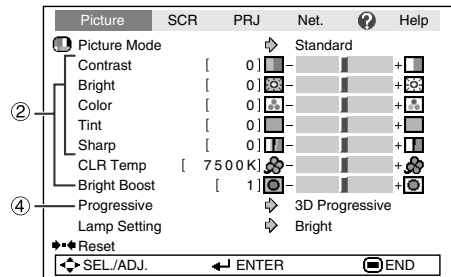 Picture SCR PRJ Net. ? Help
Picture Mode Standard
Contrast [ 0] - +
Bright [ 0] - +
② Color [ 0] - +
Tint [ 0] - +
Sharp [ 0] - +
CLR Temp [ 7500K] - +
Bright Boost [ 1] - +
④ Progressive 3D Progressive
Lamp Setting Bright
Reset
SEL./ADJ. ENTER END